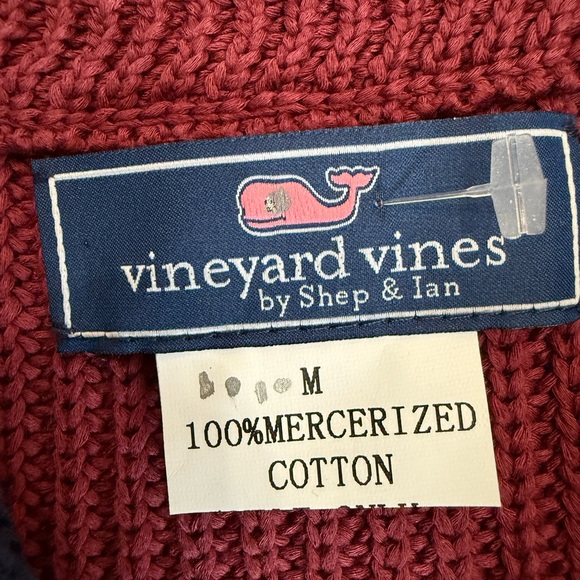 vineyard vines
by Shep & Ian
M
100%MERCERIZED
COTTON